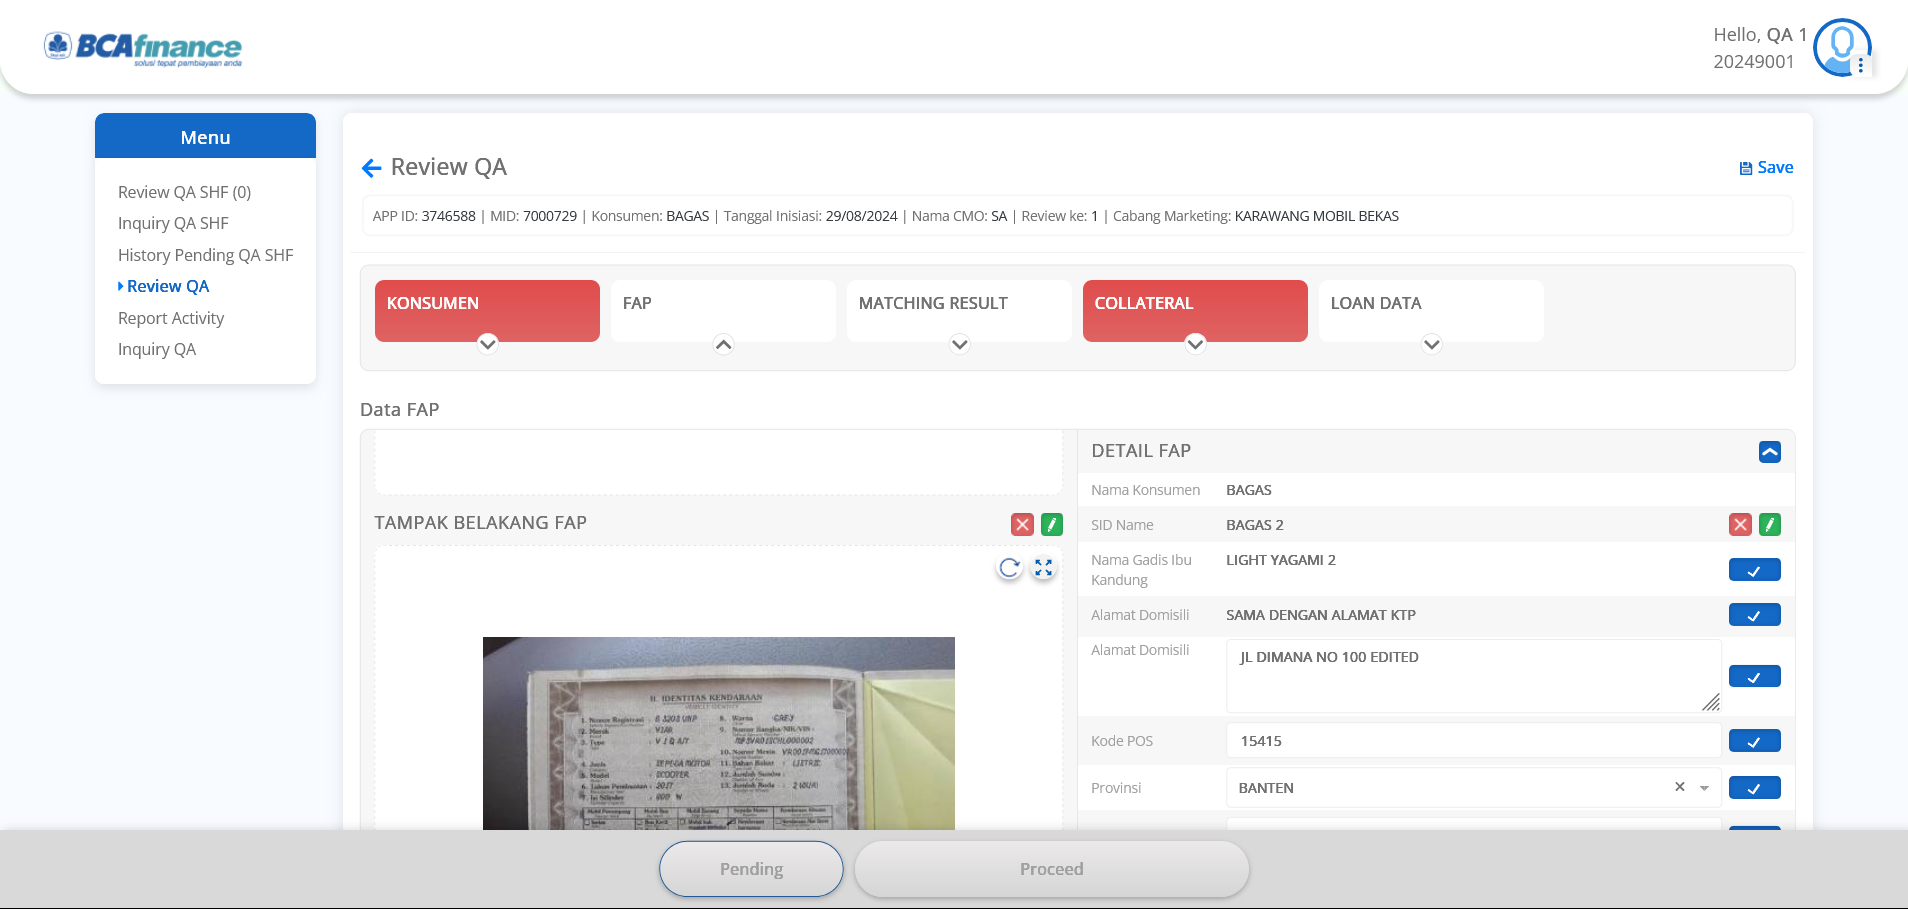 BCAfinance
solusi tepat pembiayaan anda
Hello, QA 1
20249001
Menu
Review QA SHF (0)
Inquiry QA SHF
History Pending QA SHF
Review QA
Report Activity
Inquiry QA
Review QA
Save
APP ID: 3746588 | MID: 7000729 | Konsumen: BAGAS | Tanggal Inisiasi: 29/08/2024 | Nama CMO: SA | Review ke: 1 | Cabang Marketing: KARAWANG MOBIL BEKAS
KONSUMEN
FAP
MATCHING RESULT
COLLATERAL
LOAN DATA
Data FAP
TAMPAK BELAKANG FAP
II. IDENTITAS KENDARAAN
VEHICLE IDENTITY
1. Nomor Registrasi : B 3203 UNP
2. Merek : VIAR
3. Type : V I Q A/T
4. Jenis : SEPEDA MOTOR
5. Model : SCOOTER
6. Tahun Pembuatan : 2017
7. Isi Silinder : 800 W
8. Warna : GREY
9. Nomor Rangka/NIK/VIN :
10. Nomor Mesin
11. Bahan Bakar : LISTRIK
12. Jumlah Sumbu :
13. Jumlah Roda : 2 (DUA)
DETAIL FAP
Nama Konsumen BAGAS
SID Name BAGAS 2
Nama Gadis Ibu Kandung LIGHT YAGAMI 2
Alamat Domisili SAMA DENGAN ALAMAT KTP
Alamat Domisili JL DIMANA NO 100 EDITED
Kode POS 15415
Provinsi BANTEN
Pending
Proceed